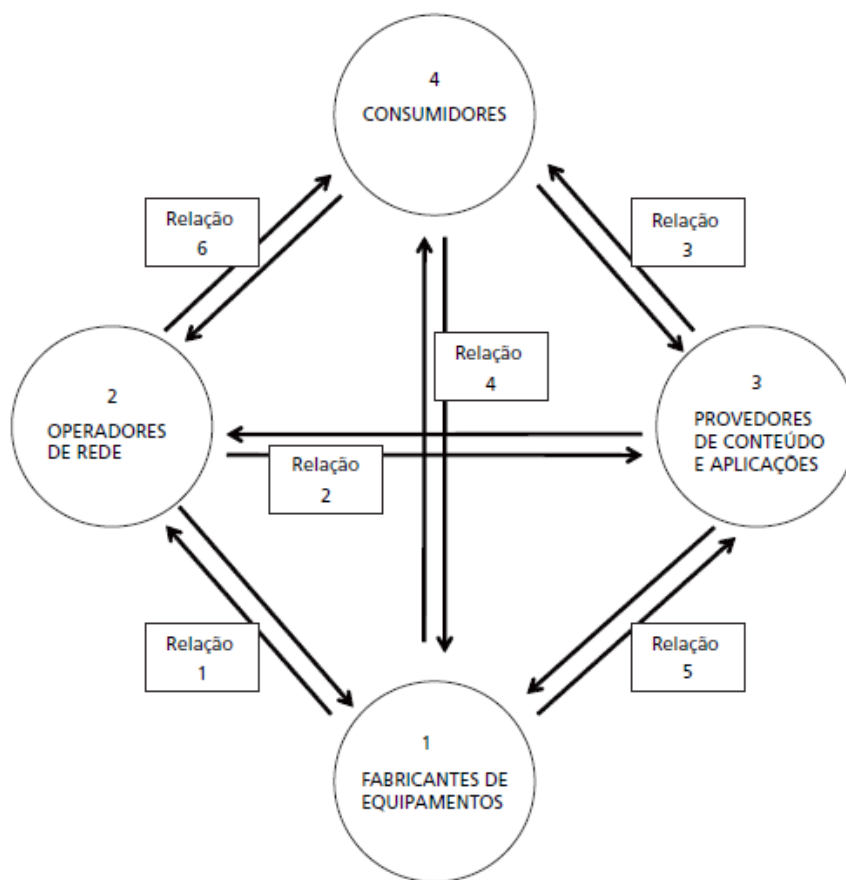 4
CONSUMIDORES
Relação
6
Relação
3
Relação
4
2
OPERADORES
DE REDE
3
PROVEDORES
DE CONTEÚDO
E APLICAÇÕES
Relação
2
Relação
1
Relação
5
1
FABRICANTES DE
EQUIPAMENTOS